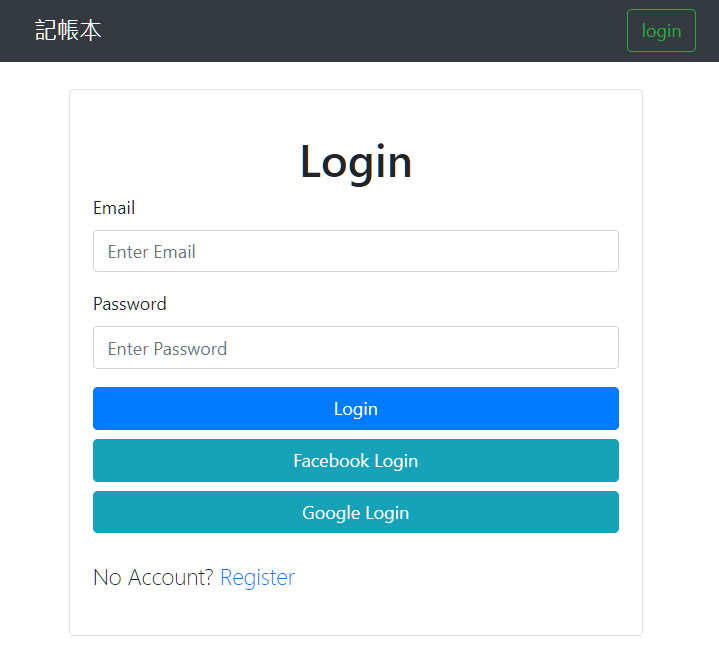 記帳本
login
Login
Email
Enter Email
Password
Enter Password
Login
Facebook Login
Google Login
No Account? Register